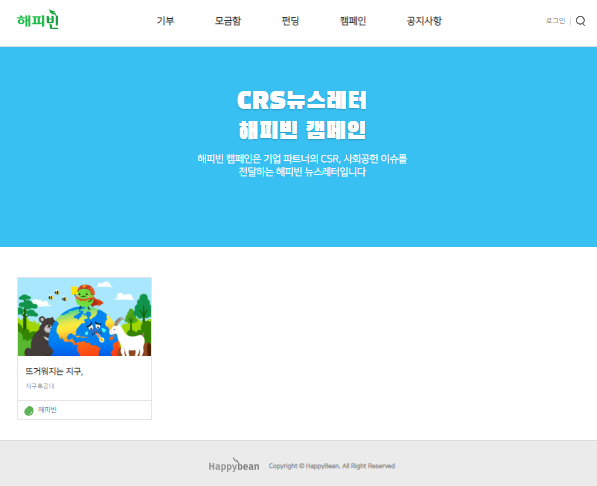 해피빈
기부 모금함 펀딩 캠페인 공지사항
로그인
CRS뉴스레터
해피빈 캠페인
해피빈 캠페인은 기업 파트너의 CSR, 사회공헌 이슈를
전달하는 해피빈 뉴스레터입니다
뜨거워지는 지구,
지구특공대
해피빈
Happybean Copyright © HappyBean. All Right Reserved